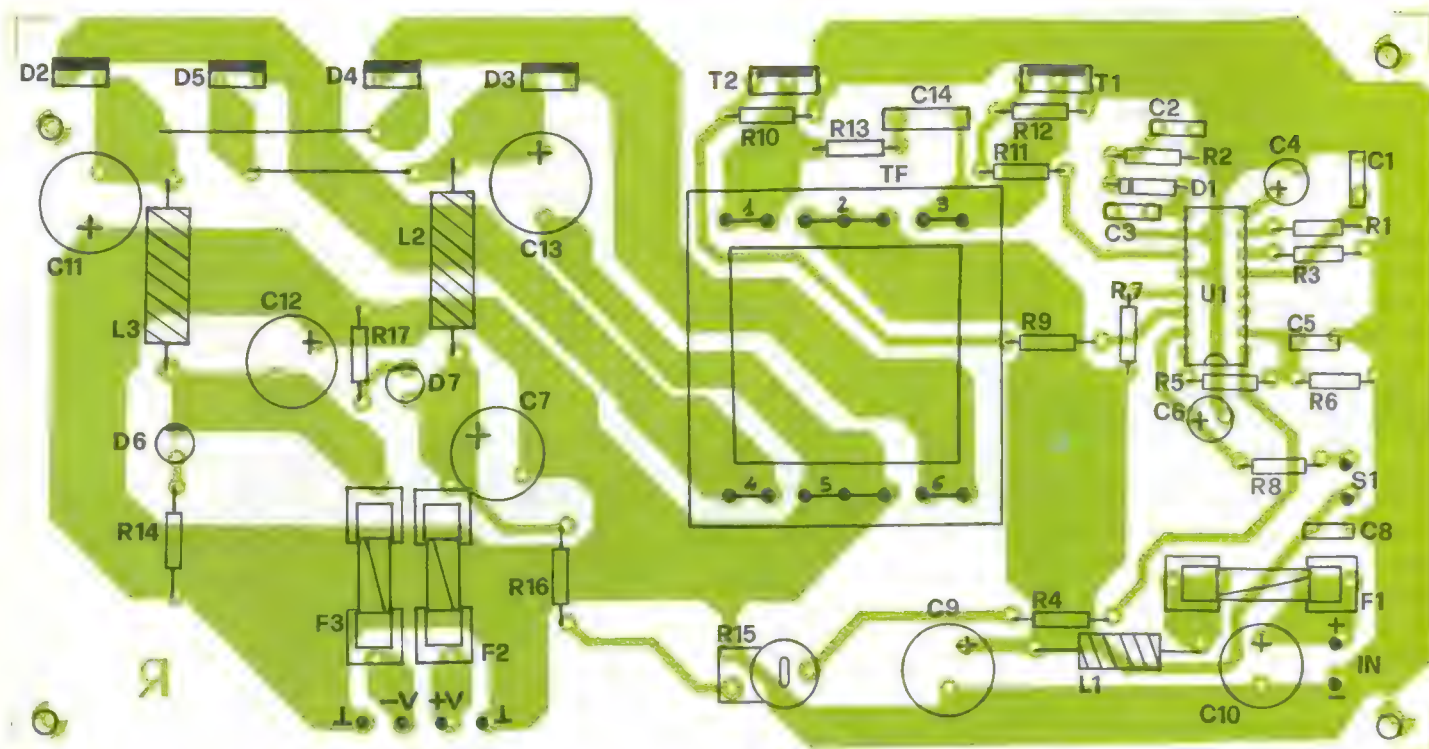 D2 D5 D4 D3 T2 T1
C14 C2
R10 R13 R12 R2 C4 C1
R11 TF D1
1 2 3
C3 R1
+ + +
C11 L2 C13 R3
C12 + R17 R7 U1
L3 R9 C5
D7 R5 R6
C7 C6 +
D6 +
R8 S1
4 5 6
R14 C8
R16
F3 C9 R4 F1
F2 R15 + + +
L1 IN
Я C10 -
⊥ -V +V ⊥